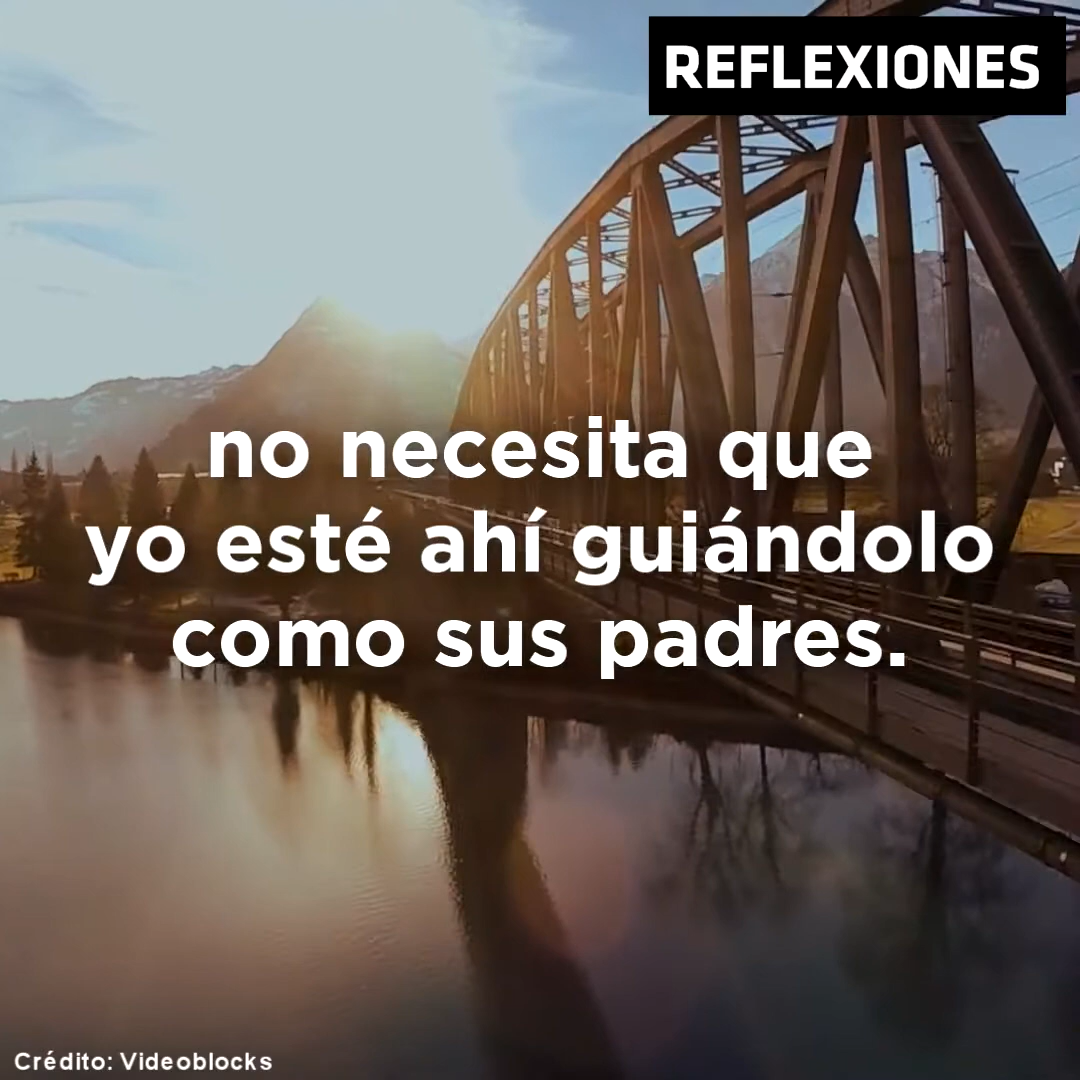 REFLEXIONES
no necesita que
yo esté ahí guiándolo
como sus padres.
Crédito: Videoblocks